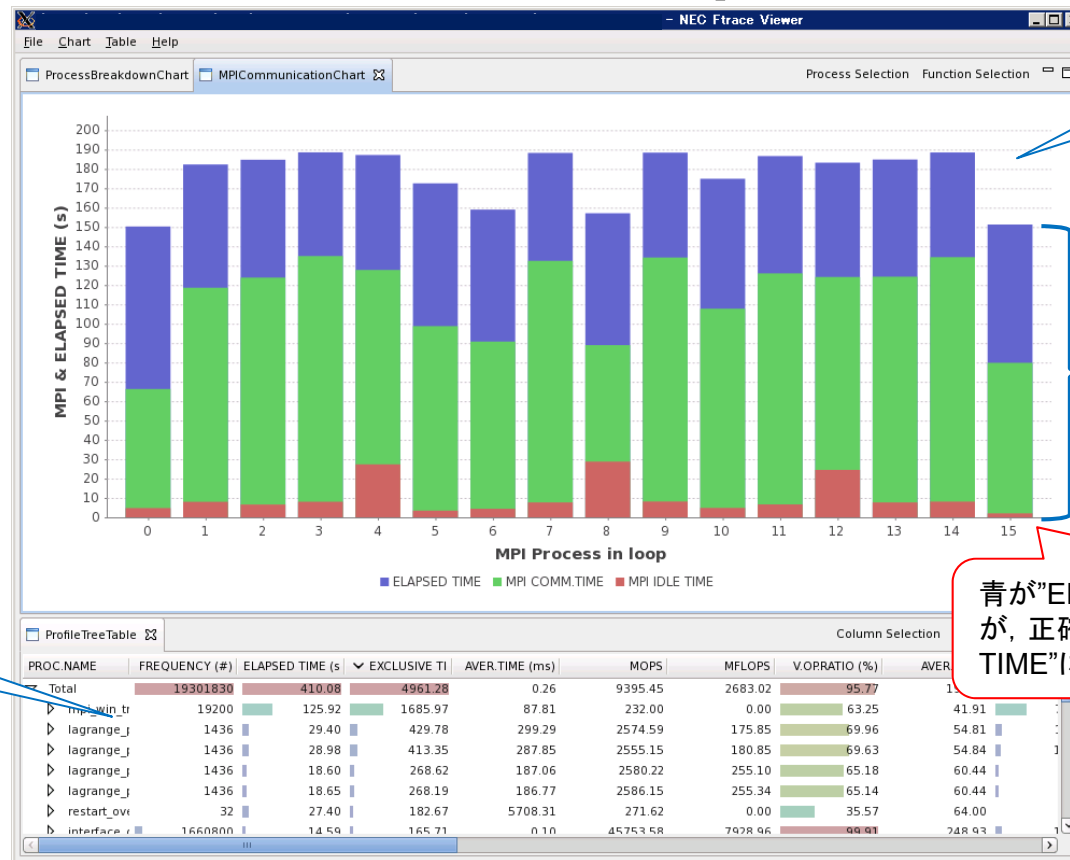 - NEC Ftrace Viewer
File Chart Table Help
ProcessBreakdownChart MPICommunicationChart Process Selection Function Selection
200
190
180
170
160
150
140
130
120
110
100
90
80
70
60
50
40
30
20
10
0
MPI & ELAPSED TIME (s)
0 1 2 3 4 5 6 7 8 9 10 11 12 13 14 15
MPI Process in loop
ELAPSED TIME MPI COMM.TIME MPI IDLE TIME
青が”El
が，正確
TIME”に
ProfileTreeTable Column Selection
PROC.NAME FREQUENCY (#) ELAPSED TIME (s EXCLUSIVE TI AVER.TIME (ms) MOPS MFLOPS V.OP.RATIO (%) AVER
Total 19301830 410.08 4961.28 0.26 9395.45 2683.02 95.77
mpi_win_tr 19200 125.92 1685.97 87.81 232.00 0.00 63.25 41.91
lagrange_p 1436 29.40 429.78 299.29 2574.59 175.85 69.96 54.81
lagrange_p 1436 28.98 413.35 287.85 2555.15 180.85 69.63 54.84
lagrange_p 1436 18.60 268.62 187.06 2580.22 255.10 65.18 60.44
lagrange_p 1436 18.65 268.19 186.77 2586.15 255.34 65.14 60.44
restart_ove 32 27.40 182.67 5708.31 271.62 0.00 35.57 64.00
interface_ 1660800 14.59 165.71 0.10 45753.58 7928.96 99.91 248.93